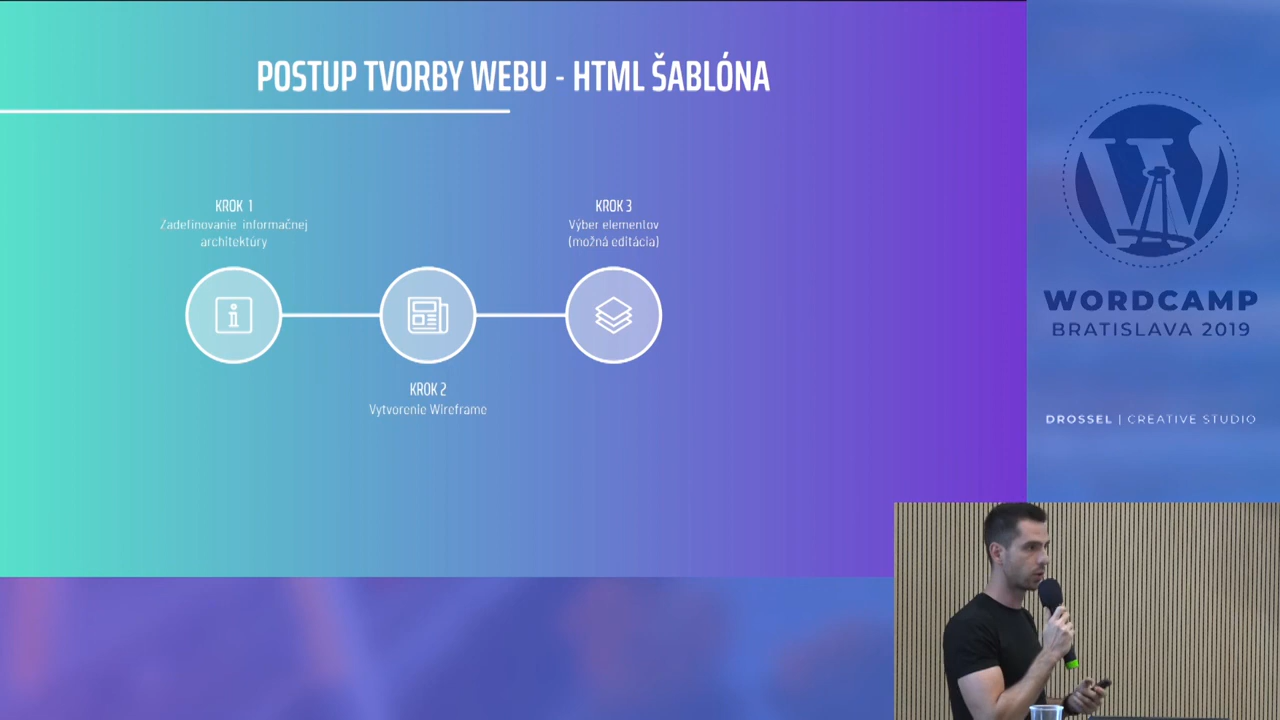 POSTUP TVORBY WEBU - HTML ŠABLÓNA
KROK 1
Zadefinovanie informačnej
architektúry
KROK 2
Vytvorenie Wireframe
KROK 3
Výber elementov
(možná editácia)
WORDCAMP
BRATISLAVA 2019
DROSSEL | CREATIVE STUDIO